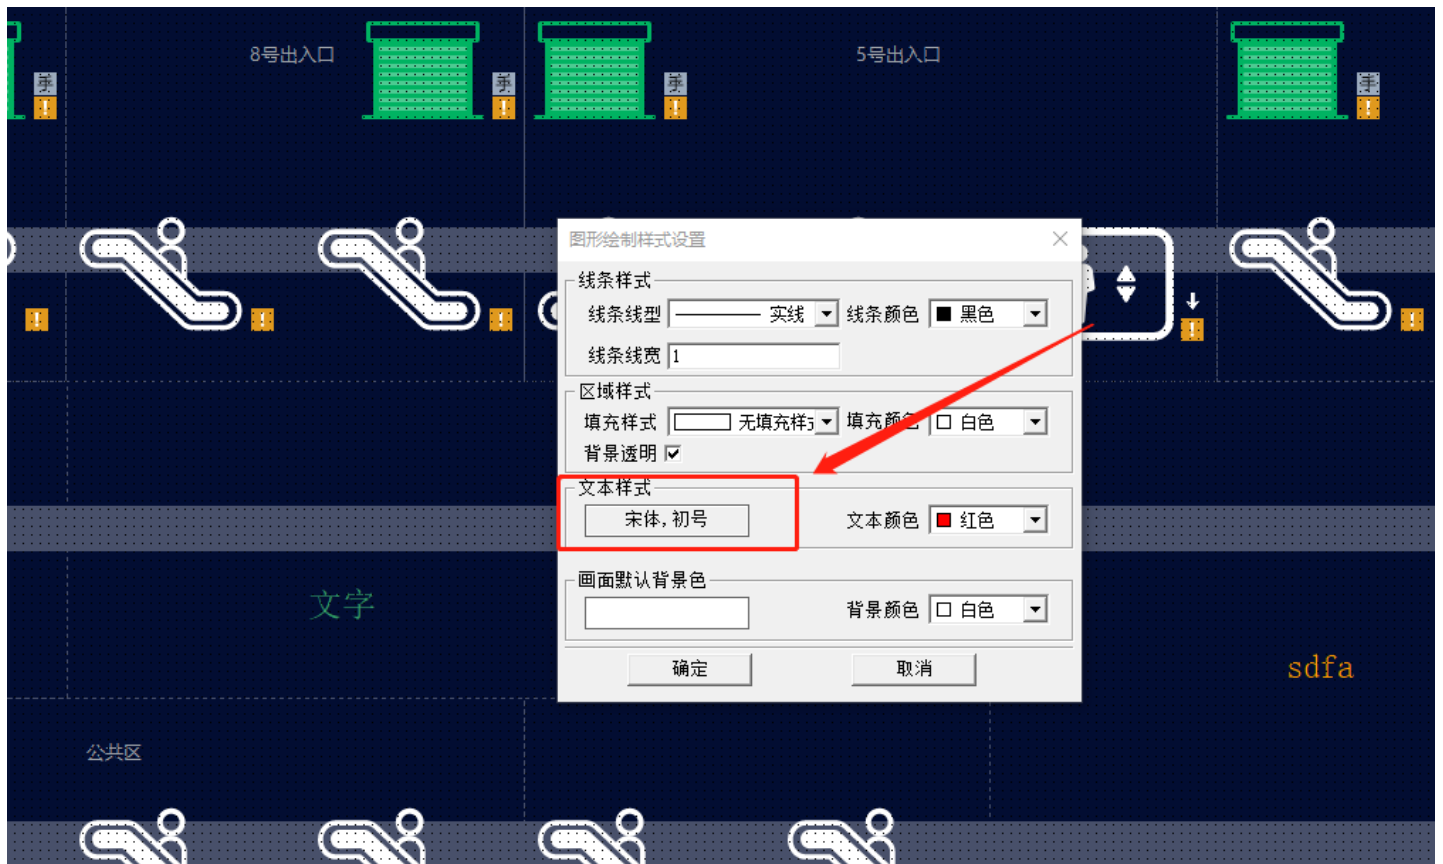 8号出入口
5号出入口
手
!
手
!
手
!
手
!
图形绘制样式设置
线条样式
线条线型 实线 线条颜色 黑色
线条线宽 1
区域样式
填充样式 无填充样 填充颜色 白色
背景透明
文本样式
宋体,初号 文本颜色 红色
画面默认背景色
背景颜色 白色
确定 取消
!
!
!
!
!
文字
sdfa
公共区